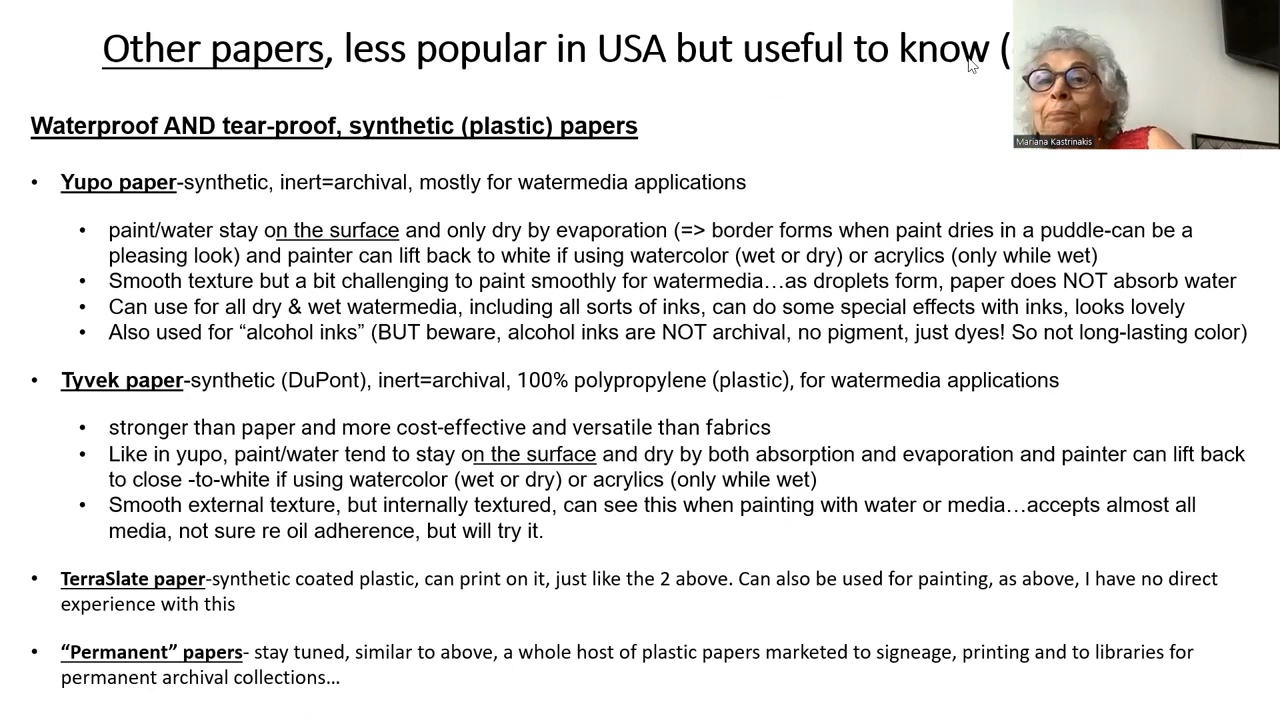 Other papers, less popular in USA but useful to know (
Mariana Kastrinakis
Waterproof AND tear-proof, synthetic (plastic) papers
• Yupo paper-synthetic, inert=archival, mostly for watermedia applications
• paint/water stay on the surface and only dry by evaporation (=> border forms when paint dries in a puddle-can be a
pleasing look) and painter can lift back to white if using watercolor (wet or dry) or acrylics (only while wet)
• Smooth texture but a bit challenging to paint smoothly for watermedia…as droplets form, paper does NOT absorb water
• Can use for all dry & wet watermedia, including all sorts of inks, can do some special effects with inks, looks lovely
• Also used for “alcohol inks” (BUT beware, alcohol inks are NOT archival, no pigment, just dyes! So not long-lasting color)
• Tyvek paper-synthetic (DuPont), inert=archival, 100% polypropylene (plastic), for watermedia applications
• stronger than paper and more cost-effective and versatile than fabrics
• Like in yupo, paint/water tend to stay on the surface and dry by both absorption and evaporation and painter can lift back
to close -to-white if using watercolor (wet or dry) or acrylics (only while wet)
• Smooth external texture, but internally textured, can see this when painting with water or media…accepts almost all
media, not sure re oil adherence, but will try it.
• TerraSlate paper-synthetic coated plastic, can print on it, just like the 2 above. Can also be used for painting, as above, I have no direct
experience with this
• “Permanent” papers- stay tuned, similar to above, a whole host of plastic papers marketed to signeage, printing and to libraries for
permanent archival collections…